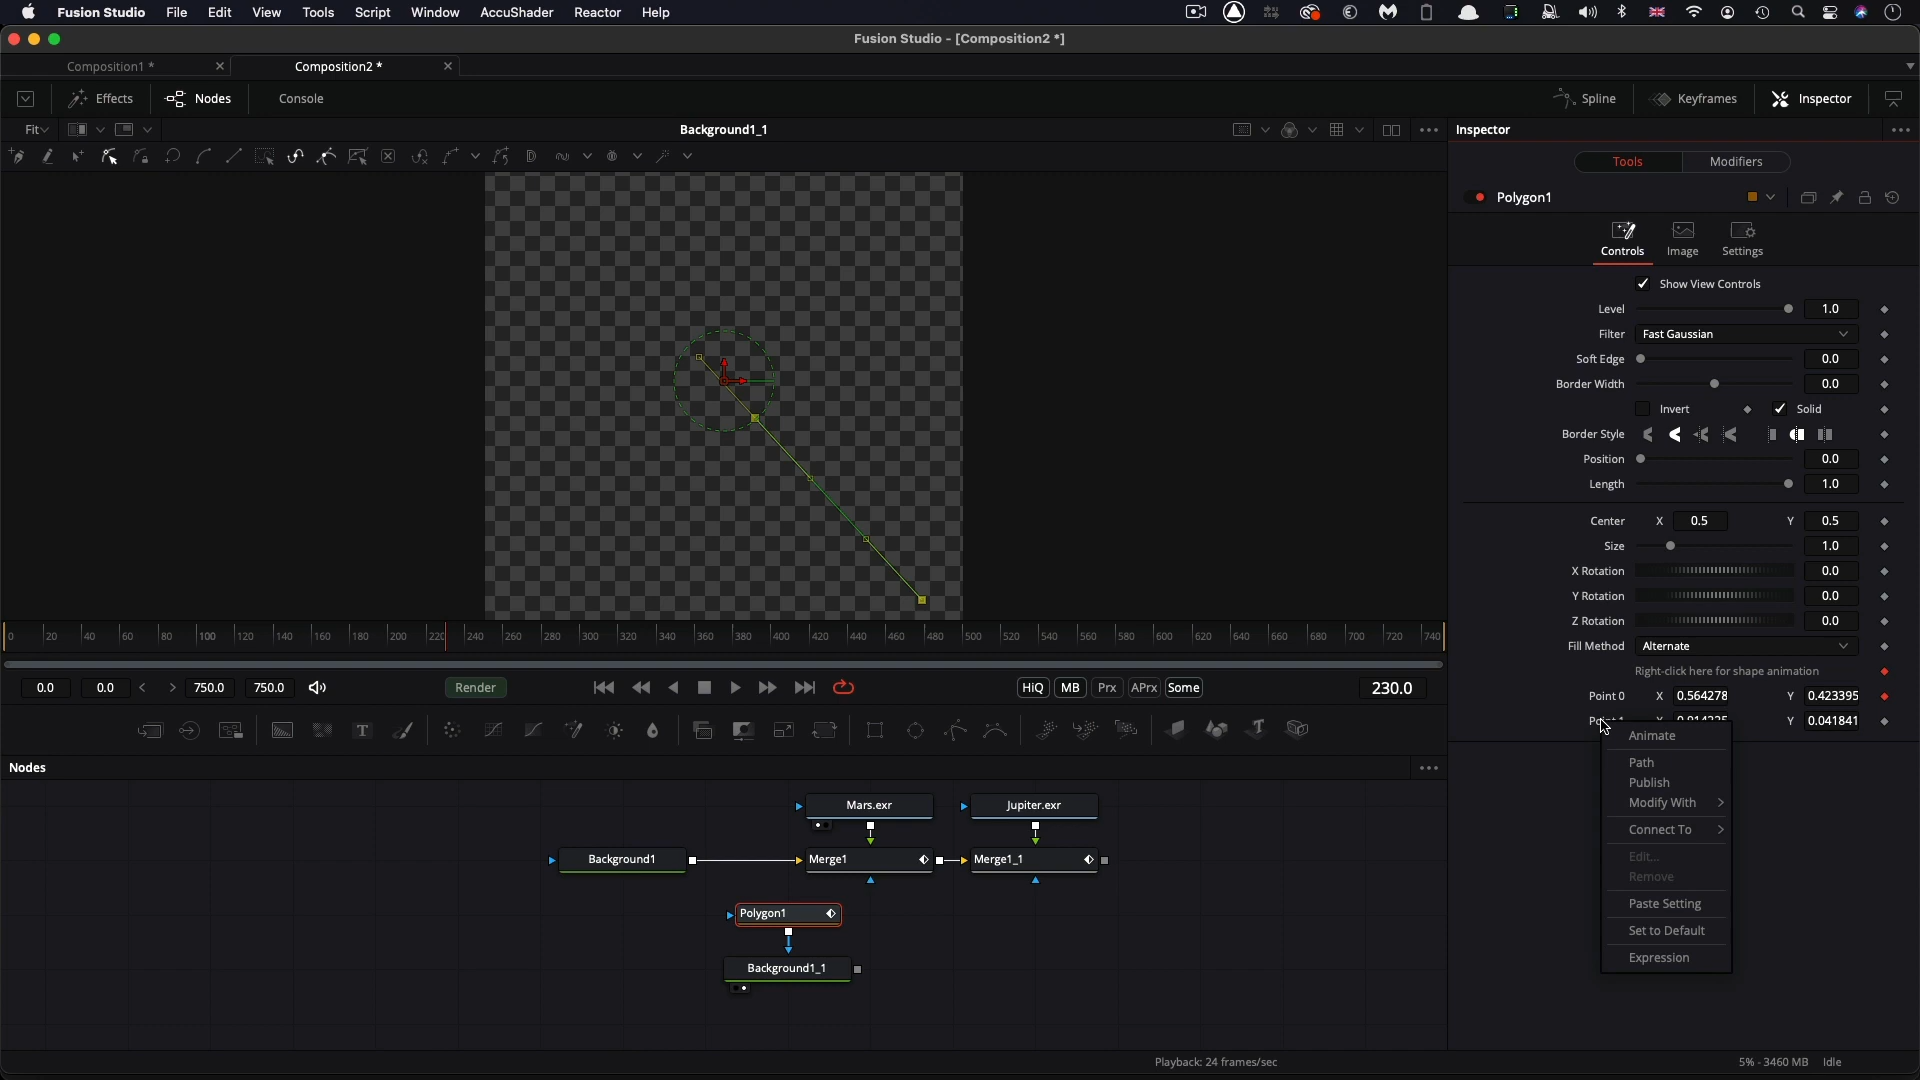 Fusion Studio File Edit View Tools Script Window AccuShader Reactor Help
Fusion Studio - [Composition2 *]
Composition1 * Composition2 *
Effects Nodes Console Spline Keyframes Inspector
Fit Background1_1 Inspector
Tools Modifiers
Polygon1
Controls Image Settings
Show View Controls
Level 1.0
Filter Fast Gaussian
Soft Edge 0.0
Border Width 0.0
Invert Solid
Border Style
Position 0.0
Length 1.0
Center X 0.5 Y 0.5
Size 1.0
X Rotation 0.0
Y Rotation 0.0
Z Rotation 0.0
Fill Method Alternate
Right-click here for shape animation
Point 0 X 0.564278 Y 0.423395
Y 0.041841
0 20 40 60 80 100 120 140 160 180 200 220 240 260 280 300 320 340 360 380 400 420 440 460 480 500 520 540 560 580 600 620 640 660 680 700 720 740
0.0 0.0 750.0 750.0 Render HiQ MB Prx APrx Some 230.0
Animate
Path
Publish
Modify With
Connect To
Edit...
Remove
Paste Setting
Set to Default
Expression
Nodes
Mars.exr Jupiter.exr
Background1 Merge1 Merge1_1
Polygon1
Background1_1
Playback: 24 frames/sec 5% - 3460 MB Idle